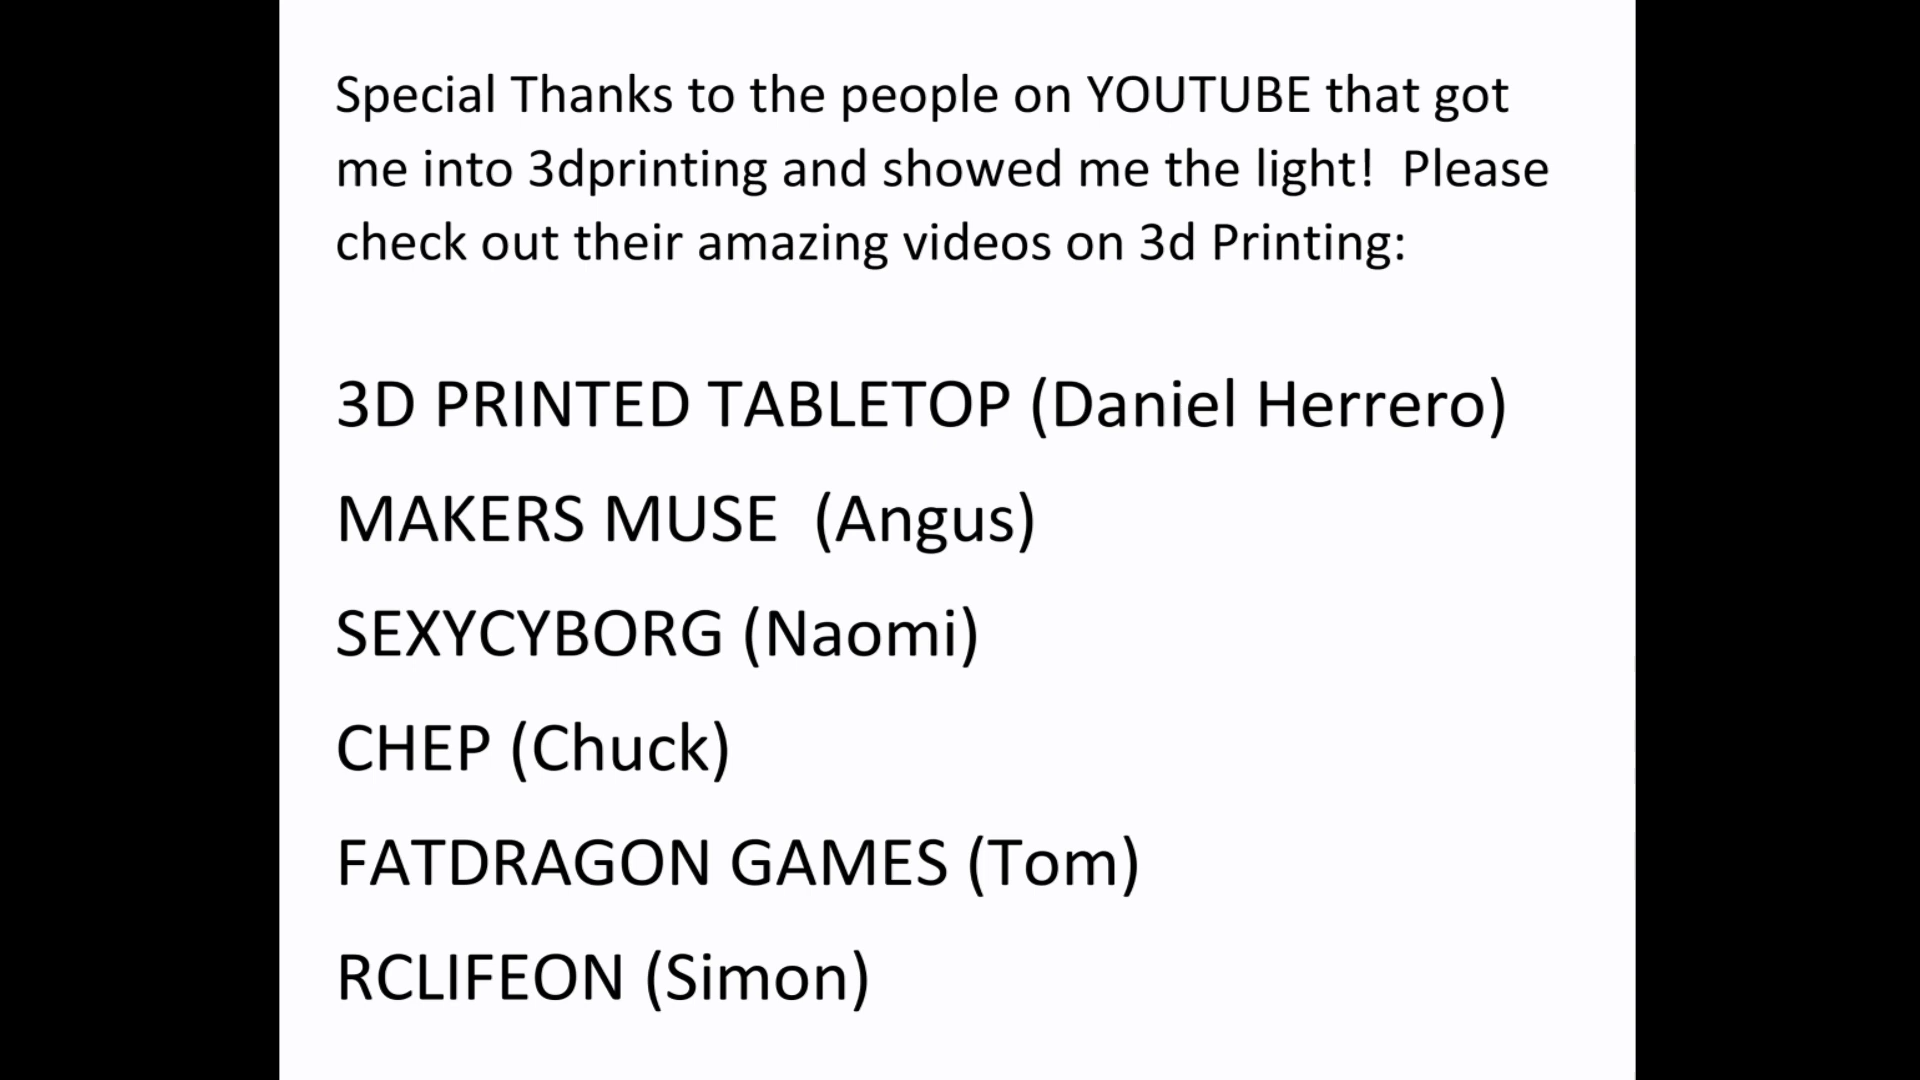 Special Thanks to the people on YOUTUBE that got
me into 3dprinting and showed me the light!  Please
check out their amazing videos on 3d Printing:
3D PRINTED TABLETOP (Daniel Herrero)
MAKERS MUSE  (Angus)
SEXYCYBORG (Naomi)
CHEP (Chuck)
FATDRAGON GAMES (Tom)
RCLIFEON (Simon)